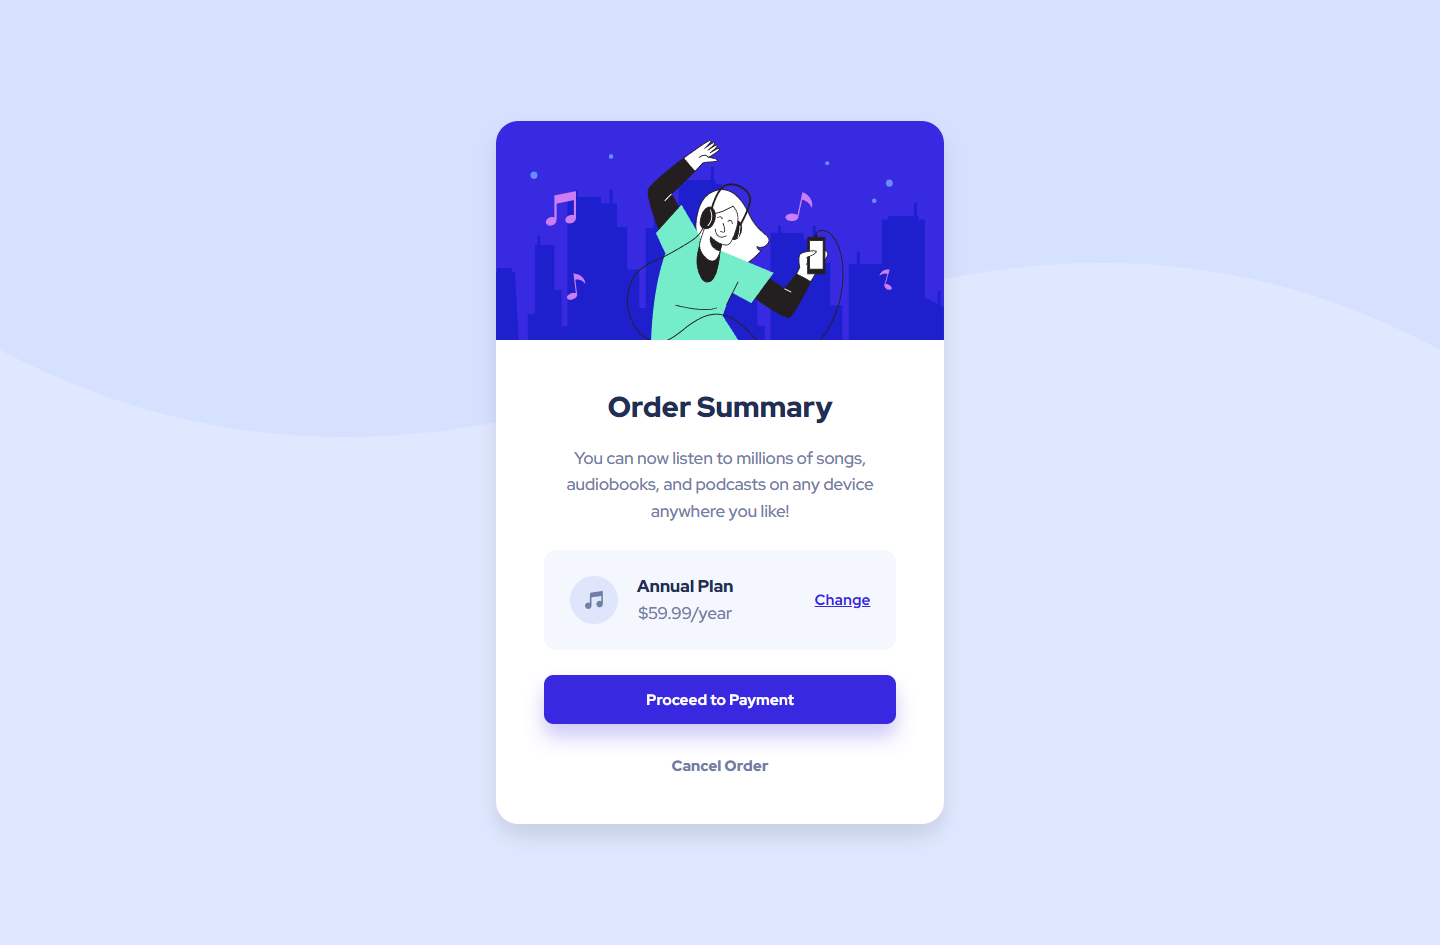 Order Summary
You can now listen to millions of songs,
audiobooks, and podcasts on any device
anywhere you like!
Annual Plan
$59.99/year
Change
Proceed to Payment
Cancel Order